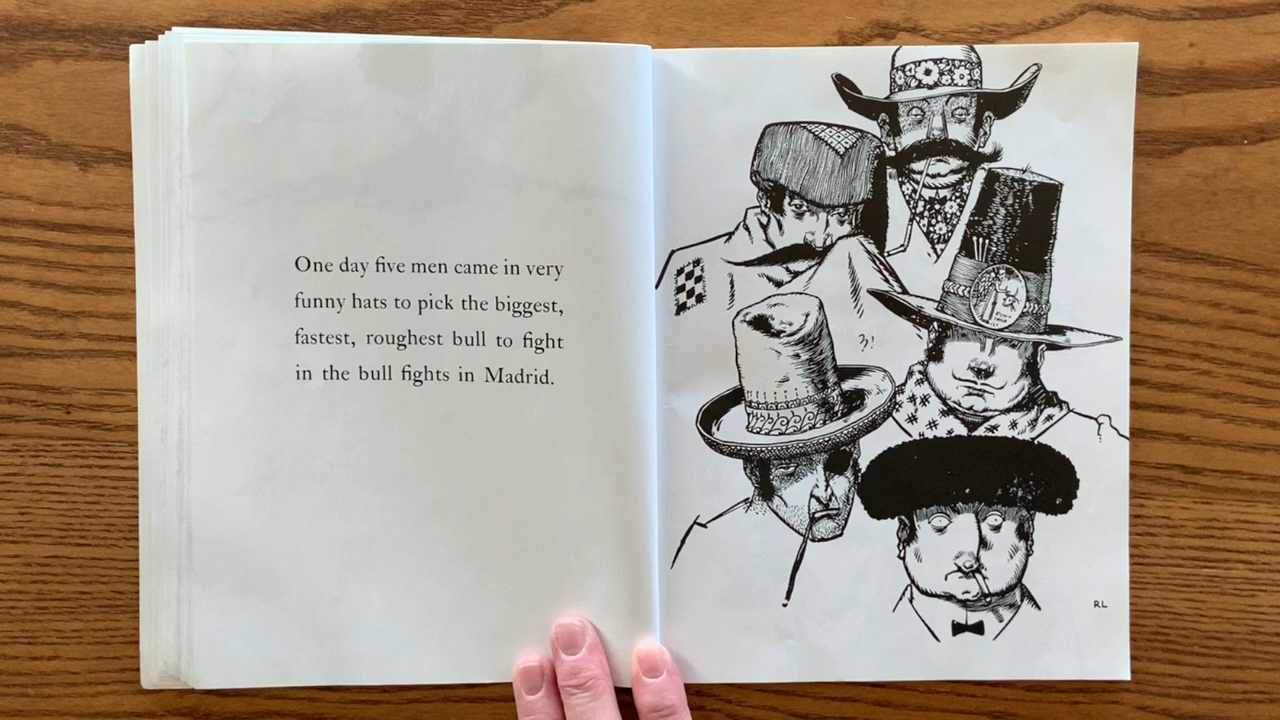 One day five men came in very
funny hats to pick the biggest,
fastest, roughest bull to fight
in the bull fights in Madrid.
3!
RL